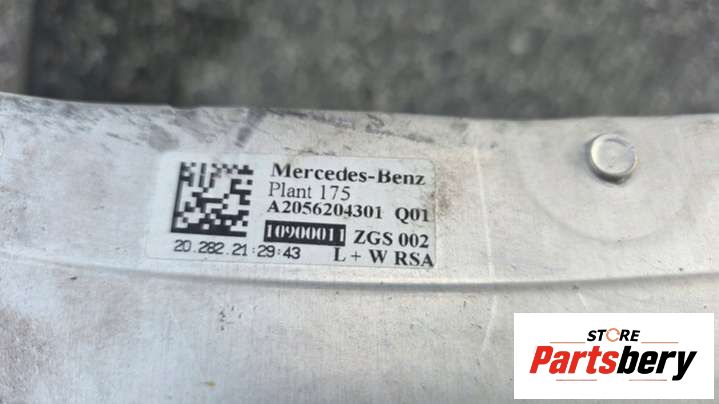 Mercedes-Benz
Plant 175
A2056204301 Q01
10900011 ZGS 002
20.282.21:29:43 L + W RSA
STORE
Partsbery